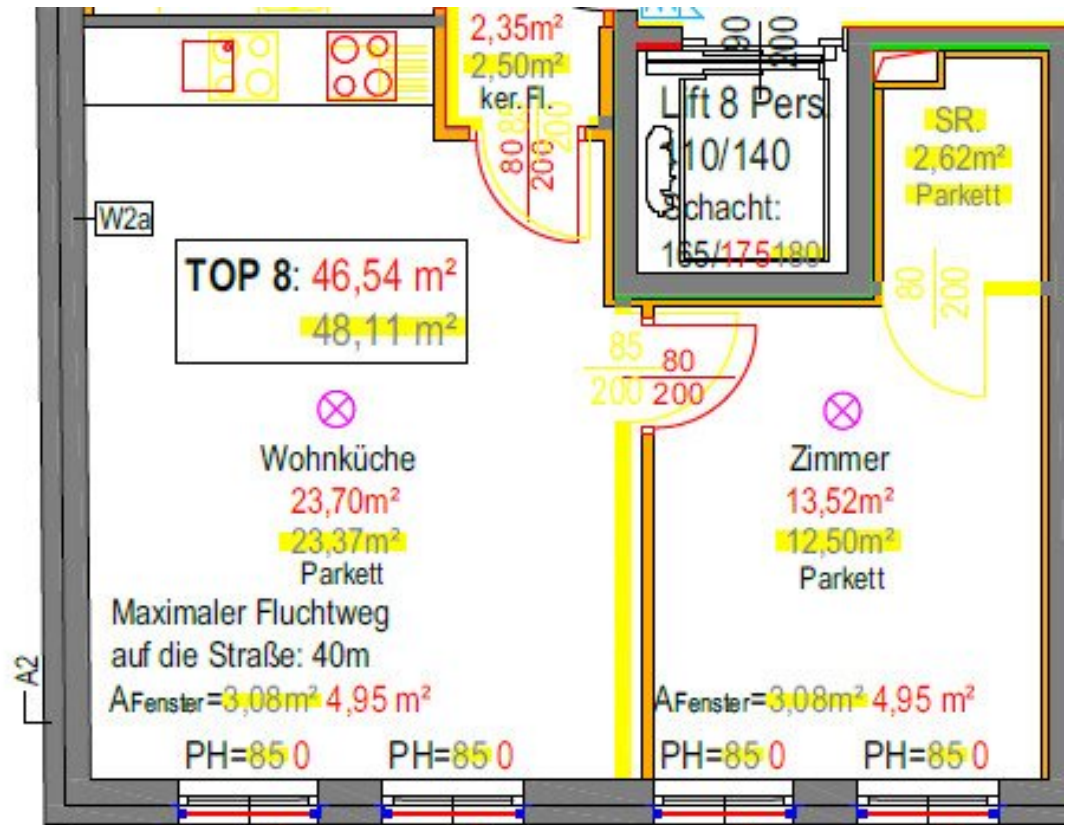 2,35m²
2,50m²
ker. Fl.
85
200
80
200
90
200
Lift 8 Pers.
110/140
Schacht:
165/175180
SR.
2,62m²
Parkett
80
200
W2a
TOP 8: 46,54 m²
48,11 m²
85
200
80
200
Wohnküche
23,70m²
23,37m²
Parkett
Zimmer
13,52m²
12,50m²
Parkett
Maximaler Fluchtweg
auf die Straße: 40m
AFenster=3,08m² 4,95 m²
AFenster=3,08m² 4,95 m²
A2
PH=85 0
PH=85 0
PH=85 0
PH=85 0